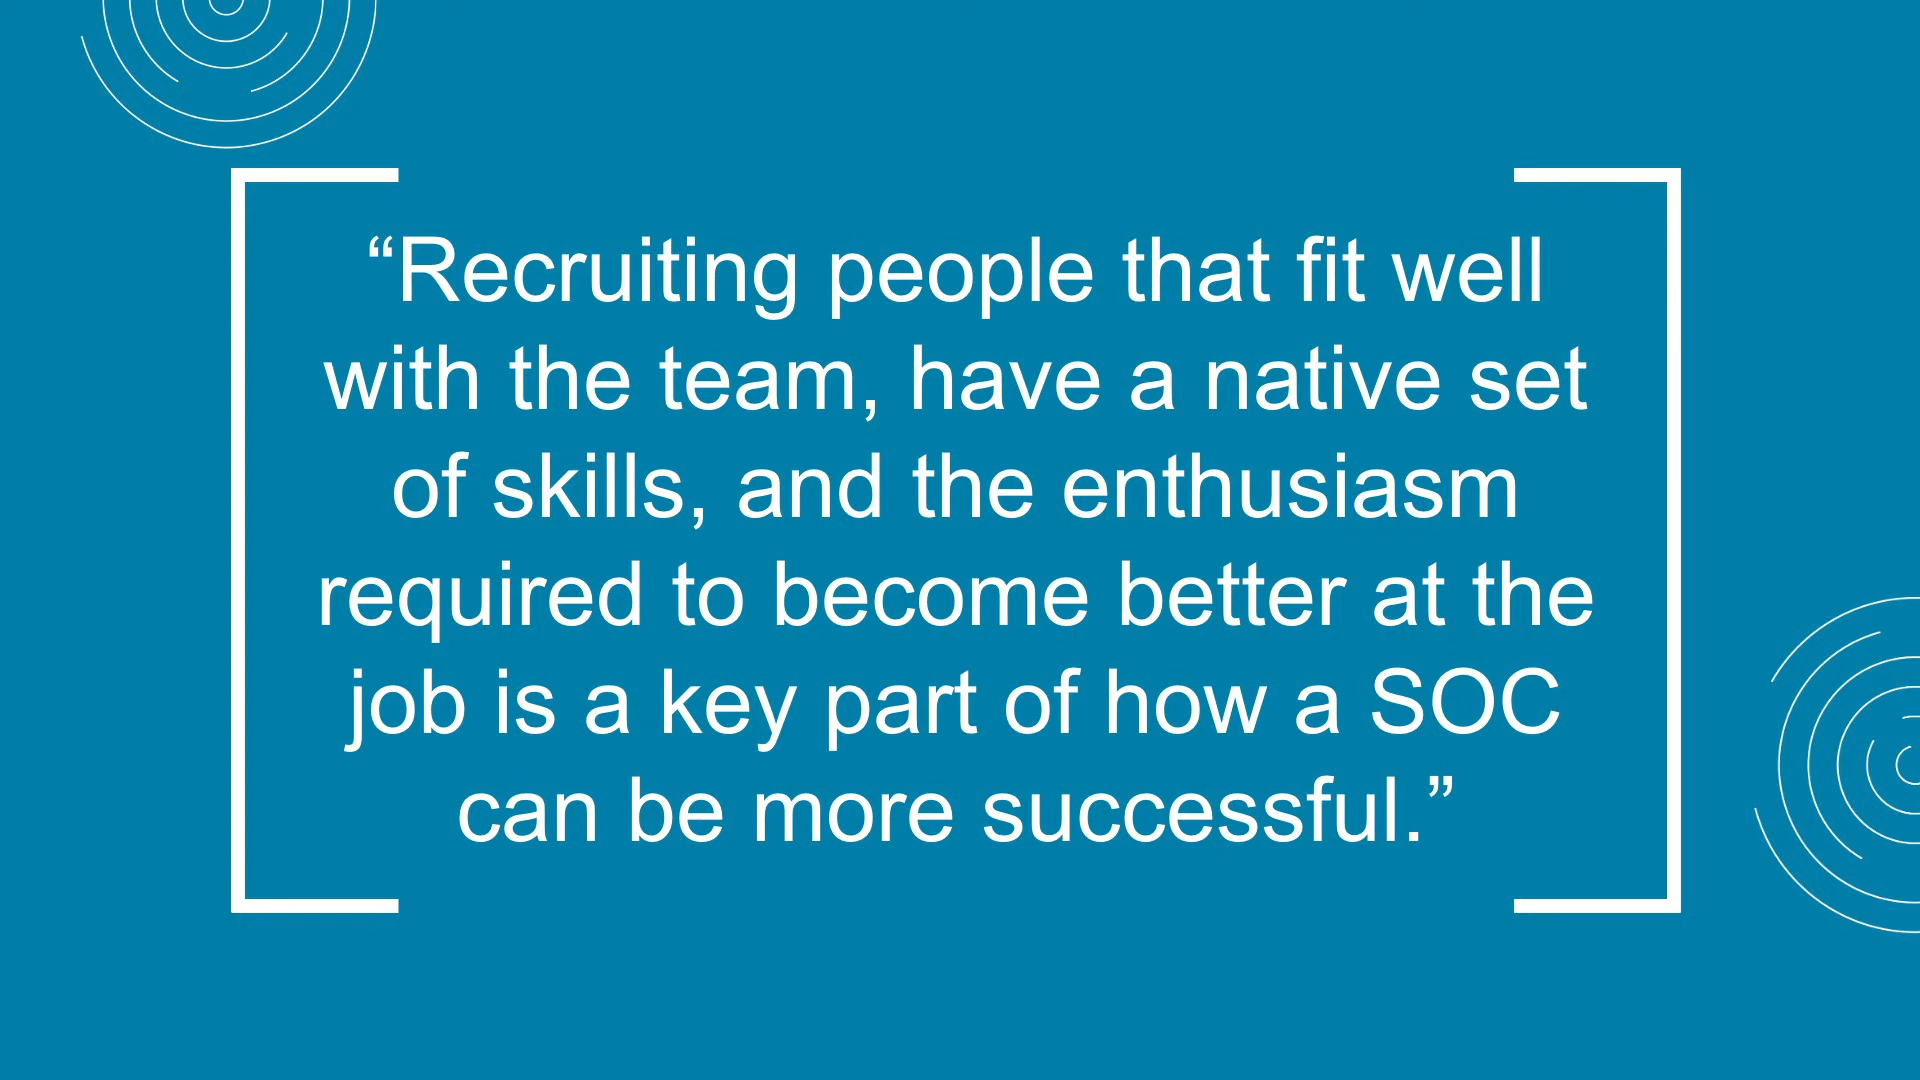 “Recruiting people that fit well
with the team, have a native set
of skills, and the enthusiasm
required to become better at the
job is a key part of how a SOC
can be more successful.”